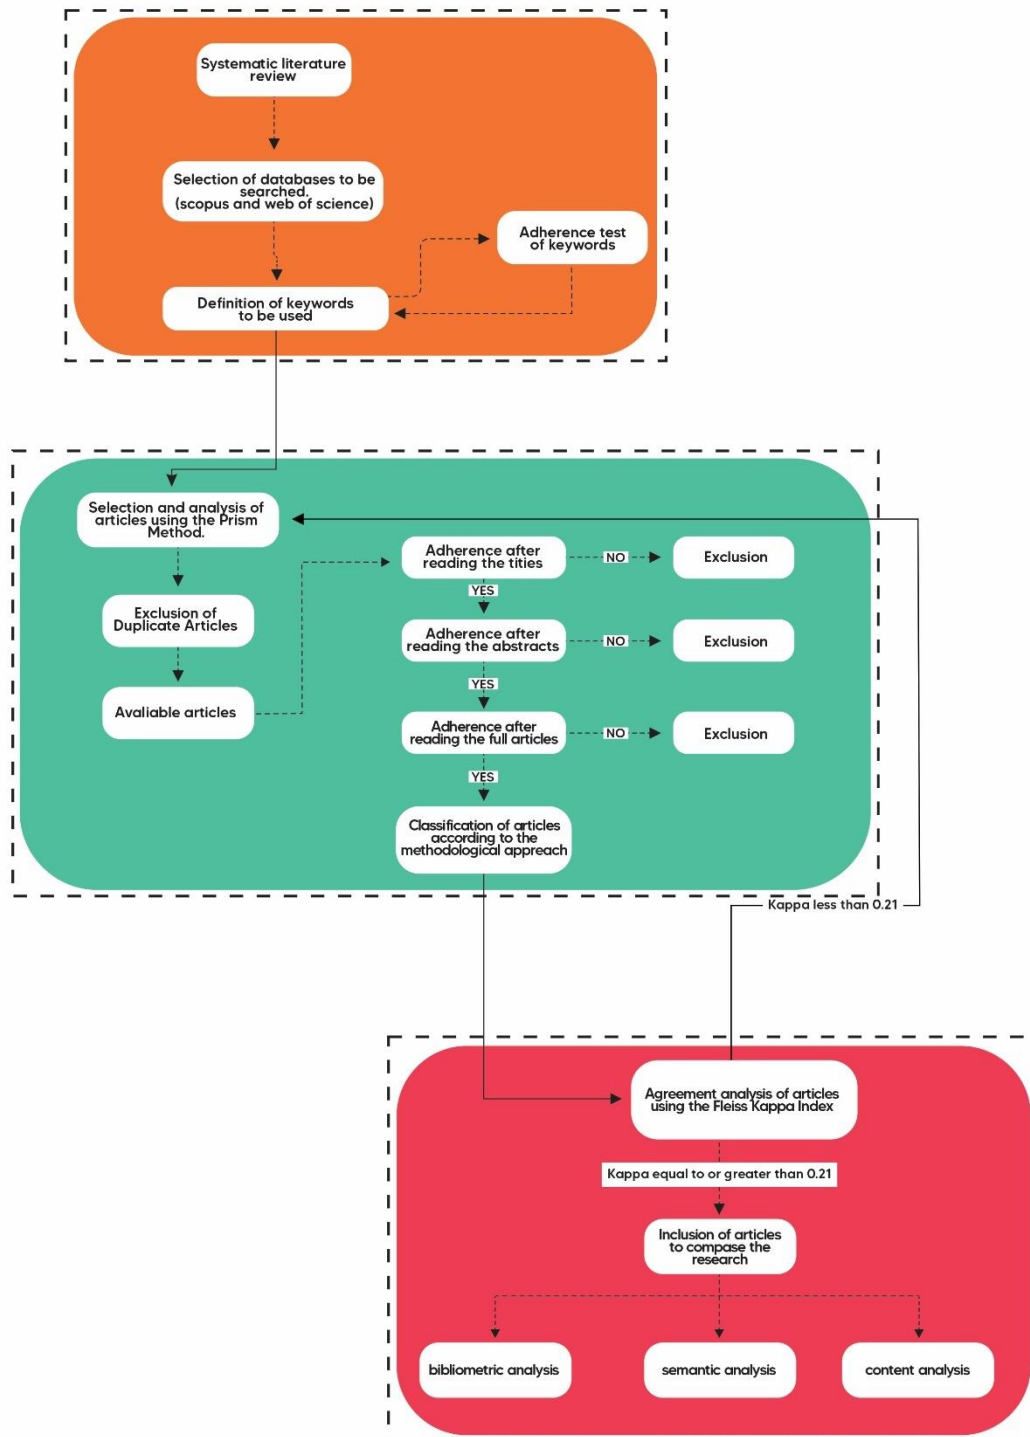 Systematic literature
review
Selection of databases to be
searched.
(scopus and web of science)
Adherence test
of keywords
Definition of keywords
to be used
Selection and analysis of
articles using the Prism
Method.
Adherence after
reading the tities
NO
Exclusion
YES
Exclusion of
Duplicate Articles
Adherence after
reading the abstracts
NO
Exclusion
YES
Avaliable articles
Adherence after
reading the full articles
NO
Exclusion
YES
Classification of articles
according to the
methodological appreach
Kappa less than 0.21
Agreement analysis of articles
using the Fleiss Kappa Index
Kappa equal to or greater than 0.21
Inclusion of articles
to compase the
research
bibliometric analysis
semantic analysis
content analysis